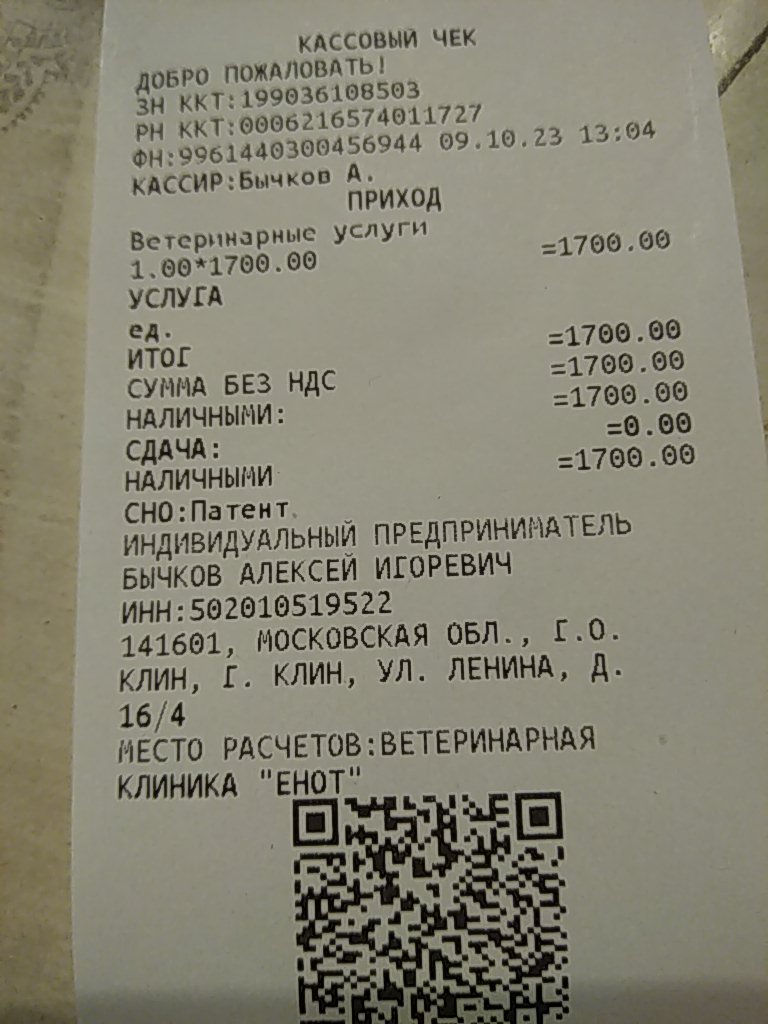 КАССОВЫЙ ЧЕК
ДОБРО ПОЖАЛОВАТЬ!
ЗН ККТ:199036108503
РН ККТ:0006216574011727
ФН:9961440300456944 09.10.23 13:04
КАССИР:Бычков А.
ПРИХОД
Ветеринарные услуги
1.00*1700.00 =1700.00
УСЛУГА
ед.
ИТОГ =1700.00
СУММА БЕЗ НДС =1700.00
НАЛИЧНЫМИ: =1700.00
СДАЧА: =0.00
НАЛИЧНЫМИ =1700.00
СНО:Патент
ИНДИВИДУАЛЬНЫЙ ПРЕДПРИНИМАТЕЛЬ
БЫЧКОВ АЛЕКСЕЙ ИГОРЕВИЧ
ИНН:502010519522
141601, МОСКОВСКАЯ ОБЛ., Г.О.
КЛИН, Г. КЛИН, УЛ. ЛЕНИНА, Д.
16/4
МЕСТО РАСЧЕТОВ:ВЕТЕРИНАРНАЯ
КЛИНИКА "ЕНОТ"